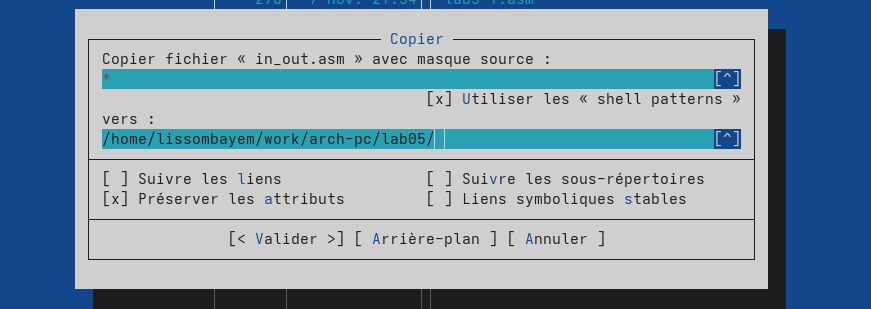 Copier
Copier fichier « in_out.asm » avec masque source :
* [^]
[x] Utiliser les « shell patterns »
vers :
/home/lissombayem/work/arch-pc/lab05/ [^]
[ ] Suivre les liens [ ] Suivre les sous-répertoires
[x] Préserver les attributs [ ] Liens symboliques stables
[< Valider >] [ Arrière-plan ] [ Annuler ]